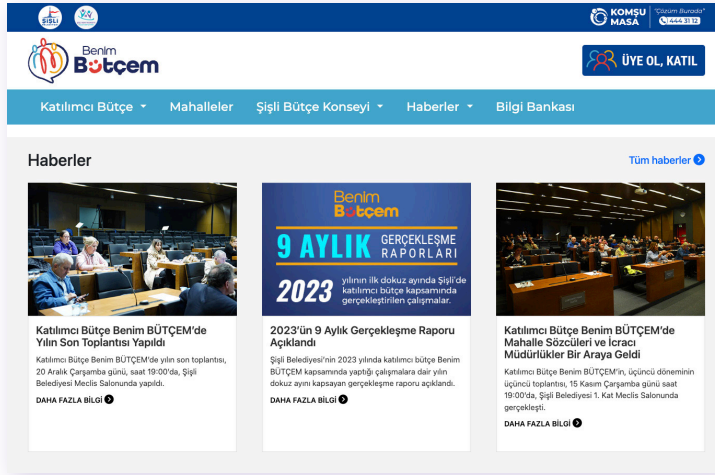 ŞİŞLİ
KOMŞU MASA
"Çözüm Burada"
444 31 12
Benim
Bütçem
ÜYE OL, KATIL
Katılımcı Bütçe
Mahalleler
Şişli Bütçe Konseyi
Haberler
Bilgi Bankası
Haberler
Tüm haberler
Benim
Bütçem
9 AYLIK GERÇEKLEŞME
RAPORLARI
2023 yılının ilk dokuz ayında Şişli'de
katılımcı bütçe kapsamında
gerçekleştirilen çalışmalar.
Katılımcı Bütçe Benim BÜTÇEM'de
Yılın Son Toplantısı Yapıldı
Katılımcı Bütçe Benim BÜTÇEM'de yılın son toplantısı,
20 Aralık Çarşamba günü, saat 19:00'da, Şişli
Belediyesi Meclis Salonunda yapıldı.
DAHA FAZLA BİLGİ
2023'ün 9 Aylık Gerçekleşme Raporu
Açıklandı
Şişli Belediyesi'nin 2023 yılında katılımcı bütçe Benim
BÜTÇEM kapsamında yaptığı çalışmalara dair yılın
dokuz ayını kapsayan gerçekleşme raporu açıklandı.
DAHA FAZLA BİLGİ
Katılımcı Bütçe Benim BÜTÇEM'de
Mahalle Sözcüleri ve İcracı
Müdürlükler Bir Araya Geldi
Katılımcı Bütçe Benim BÜTÇEM'in, üçüncü döneminin
üçüncü toplantısı, 15 Kasım Çarşamba günü saat
19:00'da, Şişli Belediyesi 1. Kat Meclis Salonunda
gerçekleşti.
DAHA FAZLA BİLGİ